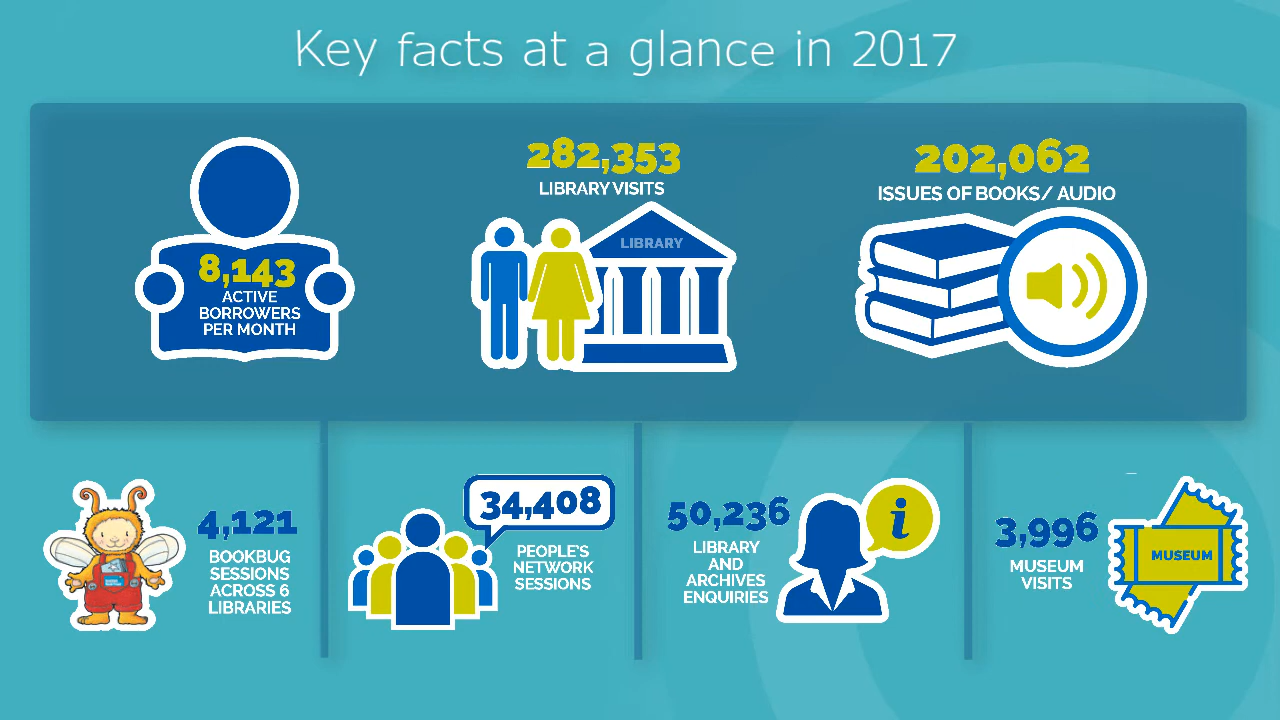 Key facts at a glance in 2017
8,143
ACTIVE
BORROWERS
PER MONTH
282,353
LIBRARY VISITS
LIBRARY
202,062
ISSUES OF BOOKS/ AUDIO
4,121
BOOKBUG
SESSIONS
ACROSS 6
LIBRARIES
34,408
PEOPLE'S
NETWORK
SESSIONS
50,236
LIBRARY
AND
ARCHIVES
ENQUIRIES
i
3,996
MUSEUM
VISITS
MUSEUM